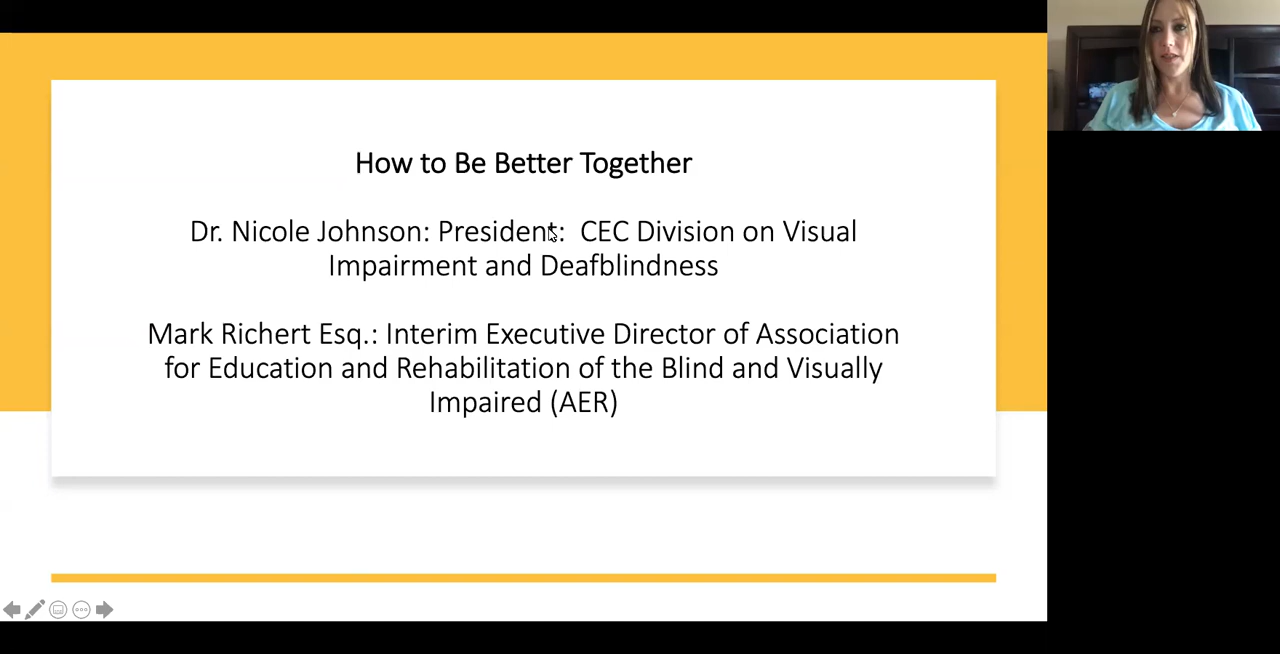 How to Be Better Together
Dr. Nicole Johnson: President:  CEC Division on Visual
Impairment and Deafblindness
Mark Richert Esq.: Interim Executive Director of Association
for Education and Rehabilitation of the Blind and Visually
Impaired (AER)